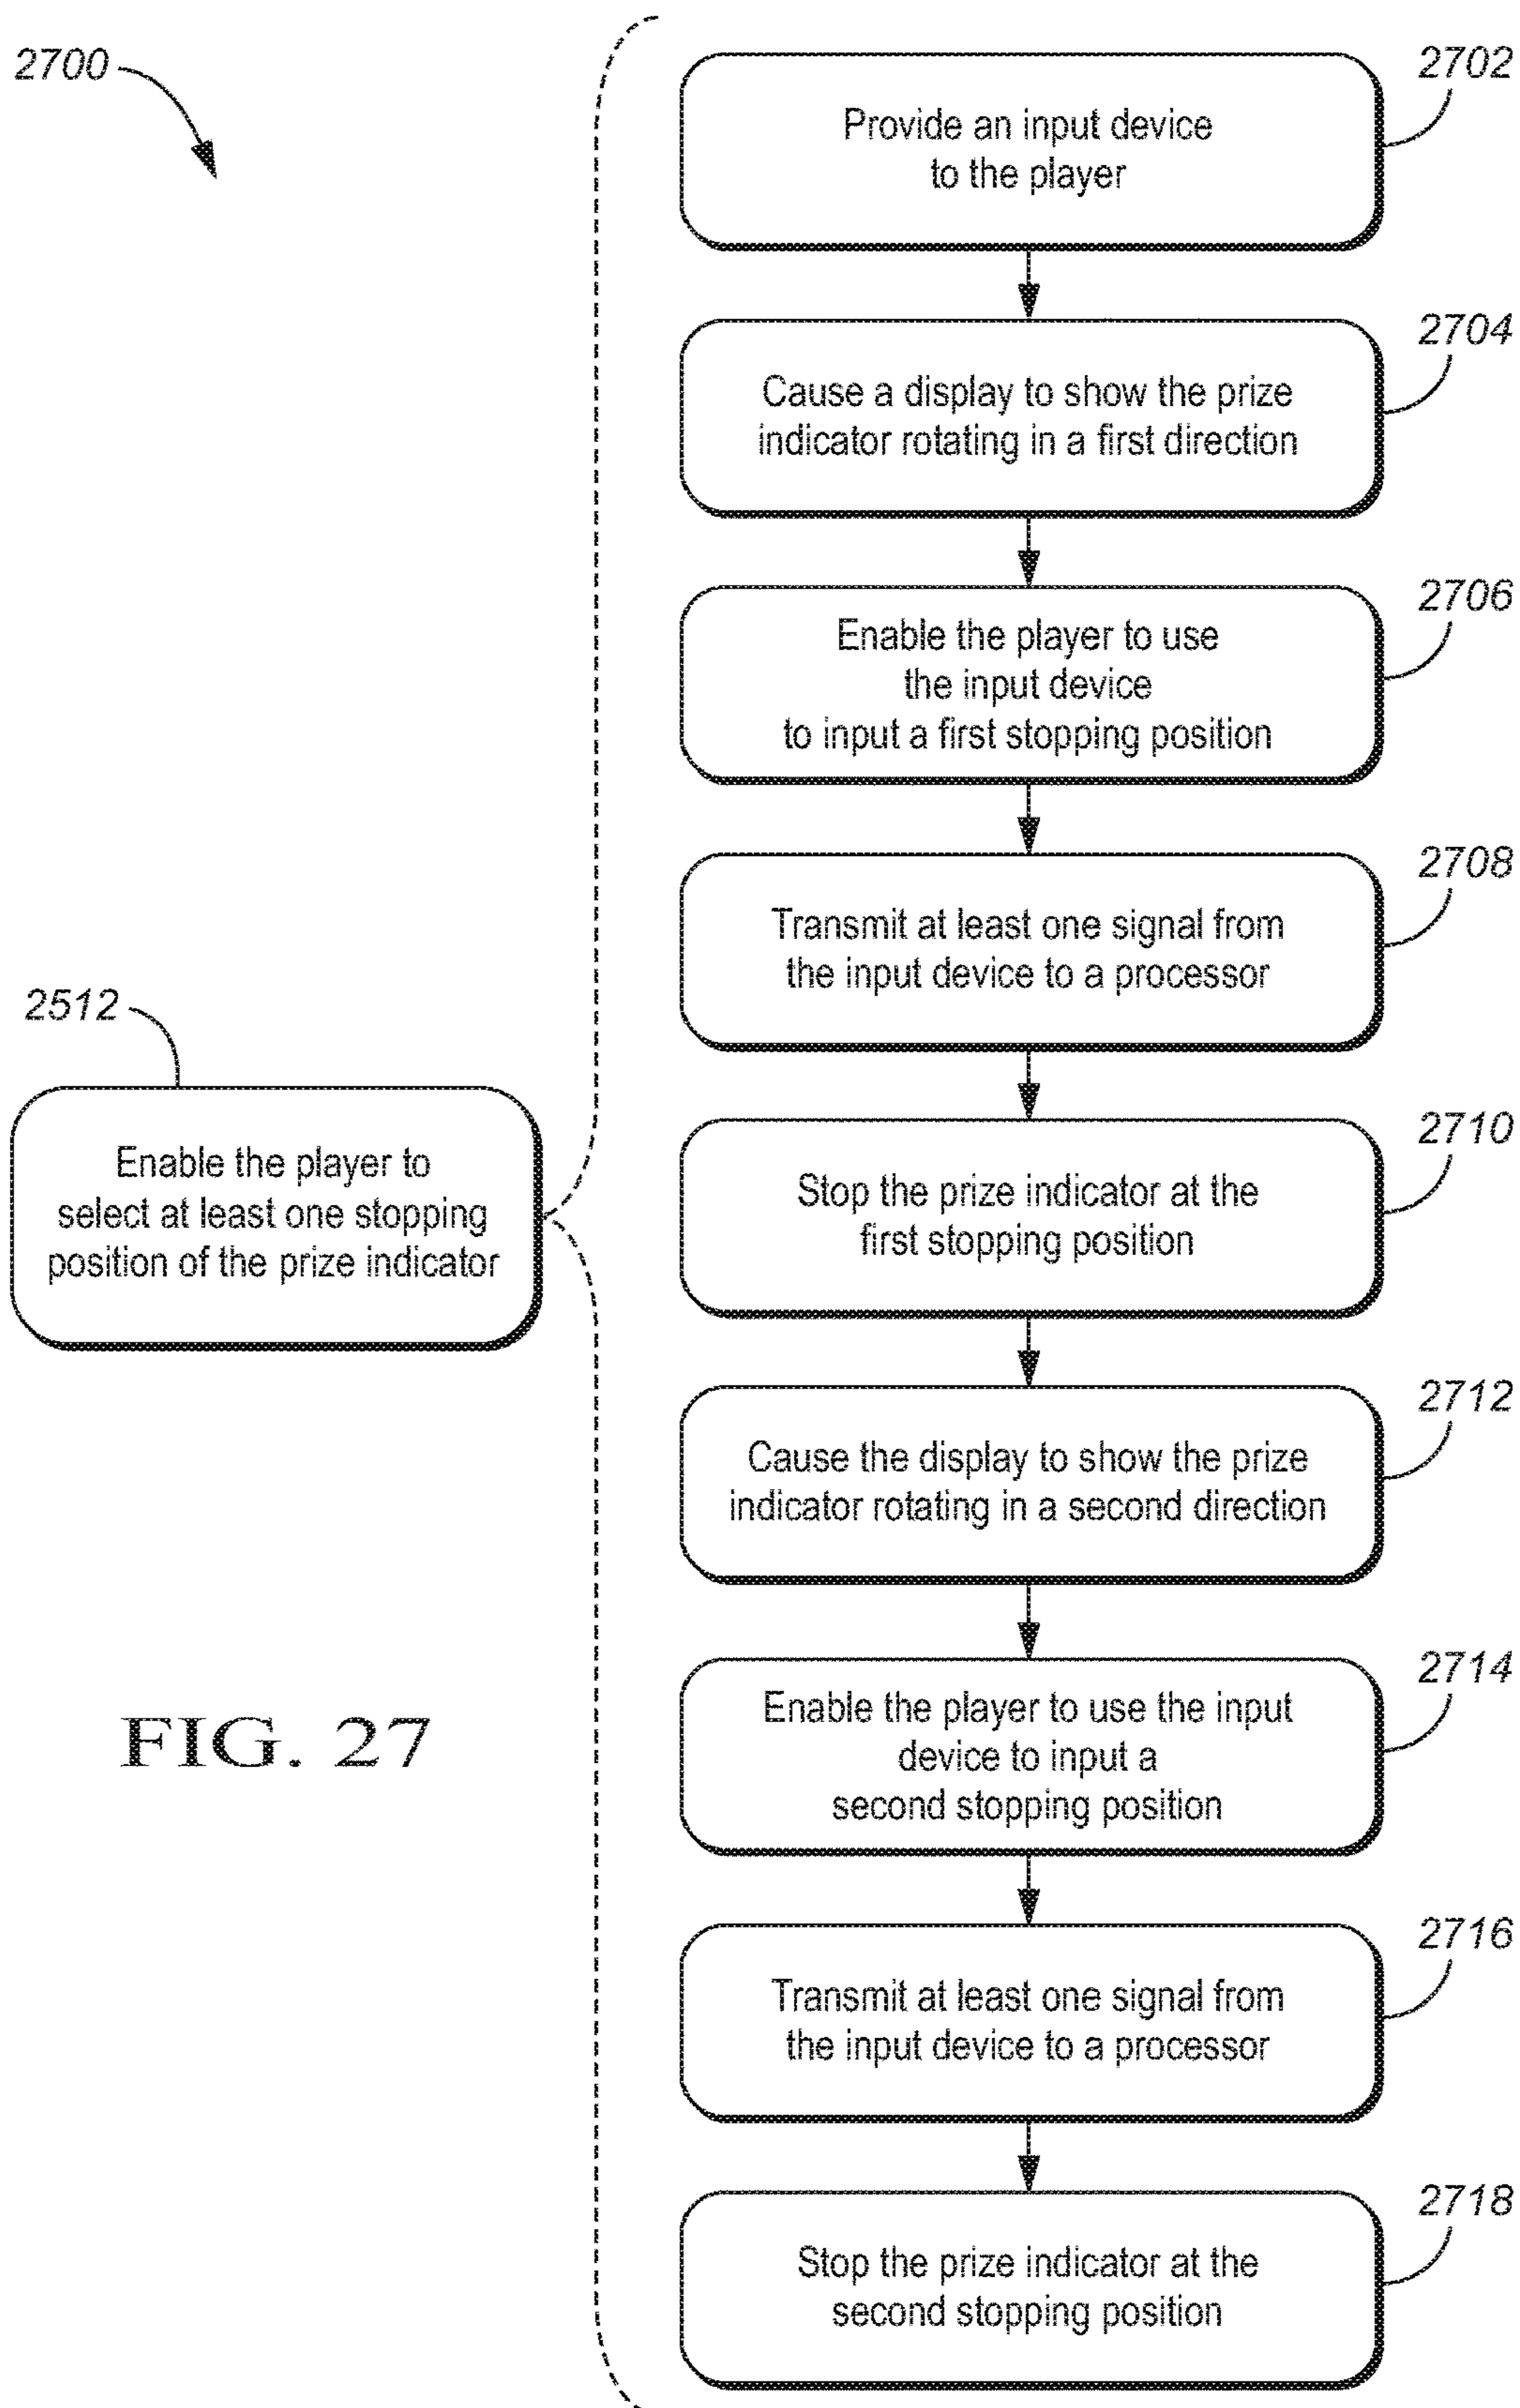 2700
2702
Provide an input device
to the player
2704
Cause a display to show the prize
indicator rotating in a first direction
2706
Enable the player to use
the input device
to input a first stopping position
2708
Transmit at least one signal from
the input device to a processor
2512
Enable the player to
select at least one stopping
position of the prize indicator
2710
Stop the prize indicator at the
first stopping position
2712
Cause the display to show the prize
indicator rotating in a second direction
2714
Enable the player to use the input
device to input a
second stopping position
FIG. 27
2716
Transmit at least one signal from
the input device to a processor
2718
Stop the prize indicator at the
second stopping position